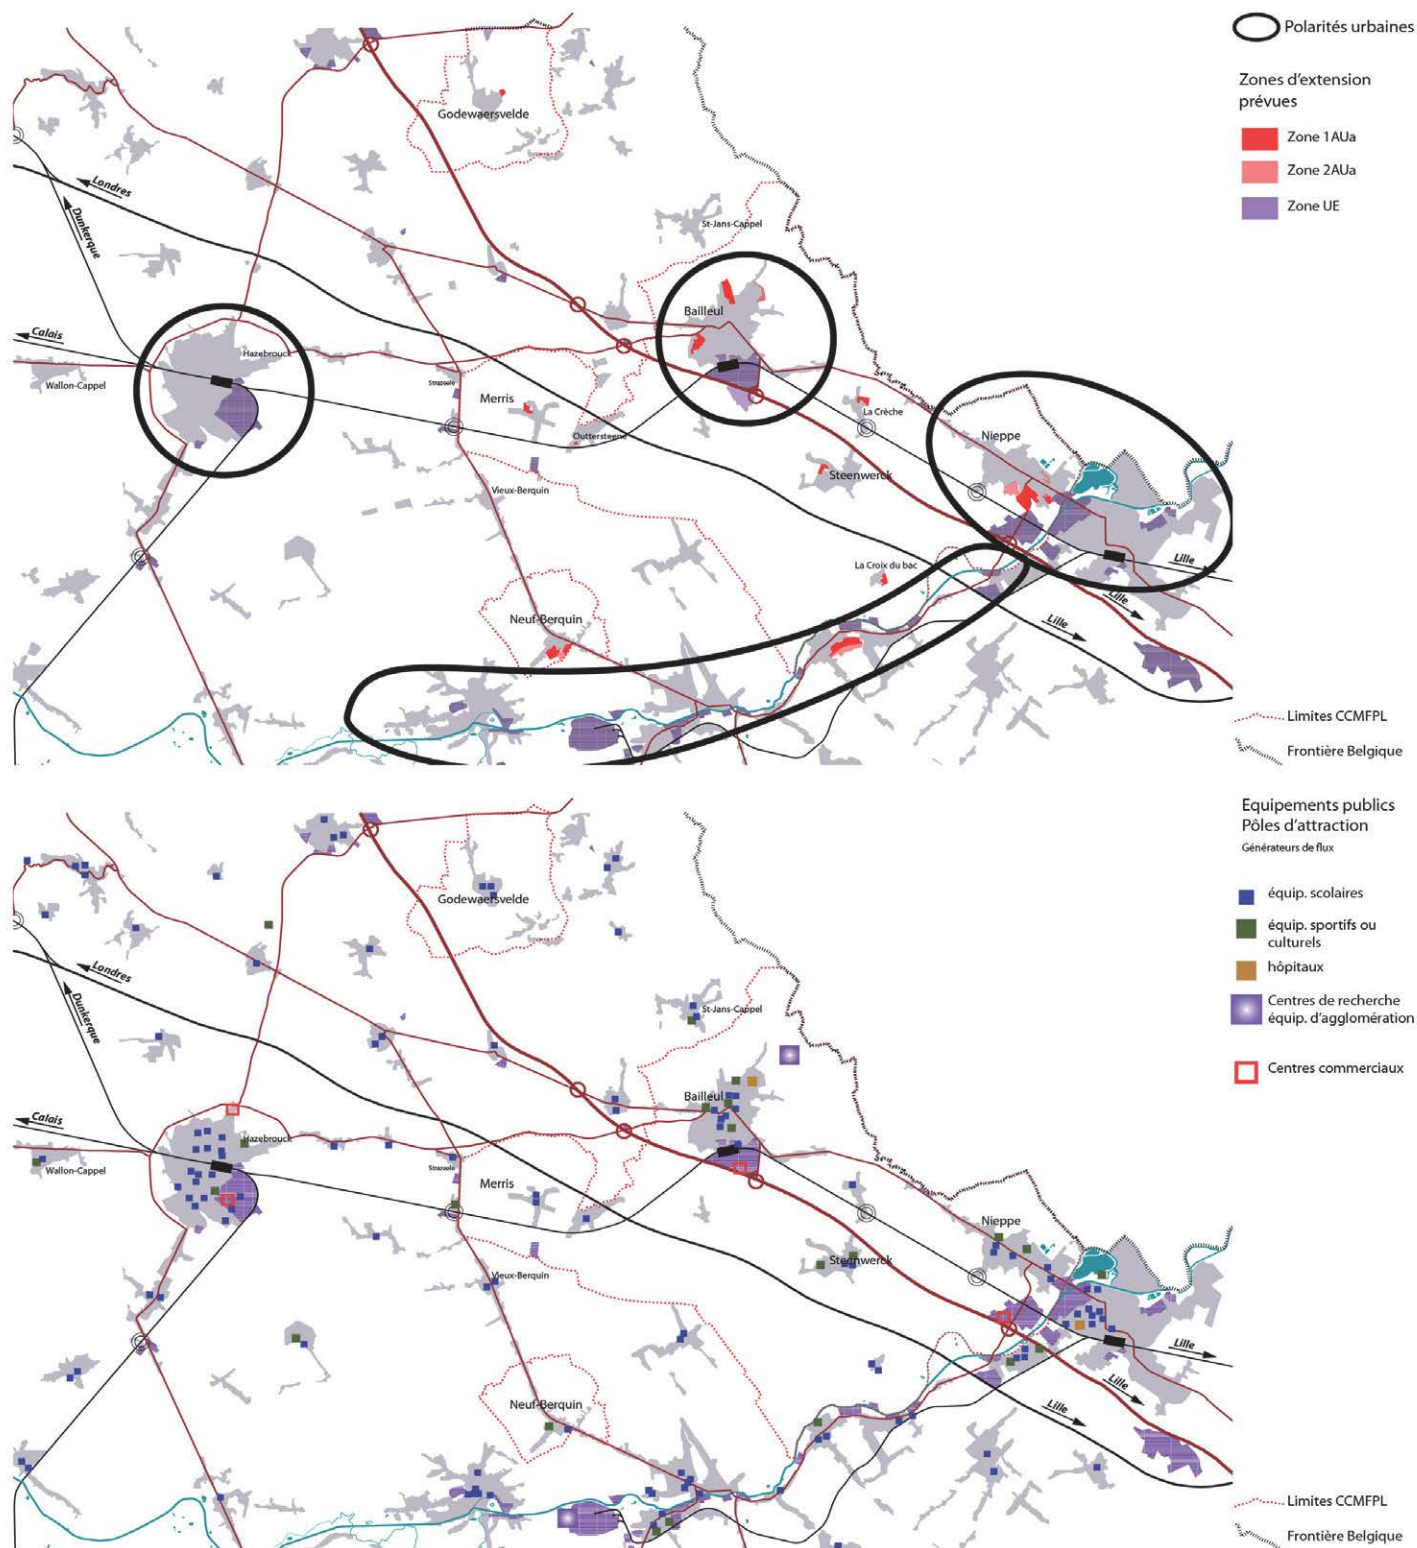 Polarités urbaines
Zones d'extension
prévues
Zone 1AUa
Zone 2AUa
Zone UE
Godewaersvelde
Londres
Dunkerque
St-Jans-Cappel
Bailleul
Calais
Hazebrouck
Wallon-Cappel
Strazeele
Merris
La Crèche
Outtersteene
Nieppe
Steenwerck
Vieux-Berquin
La Croix du bac
Lille
Lille
Lille
Neuf-Berquin
Limites CCMFPL
Frontière Belgique
Equipements publics
Pôles d'attraction
Générateurs de flux
équip. scolaires
équip. sportifs ou
culturels
hôpitaux
Centres de recherche
équip. d'agglomération
Centres commerciaux
Godewaersvelde
Londres
Dunkerque
St-Jans-Cappel
Bailleul
Calais
Hazebrouck
Wallon-Cappel
Strazeele
Merris
Nieppe
Steenwerck
Vieux-Berquin
Lille
Lille
Lille
Neuf-Berquin
Limites CCMFPL
Frontière Belgique